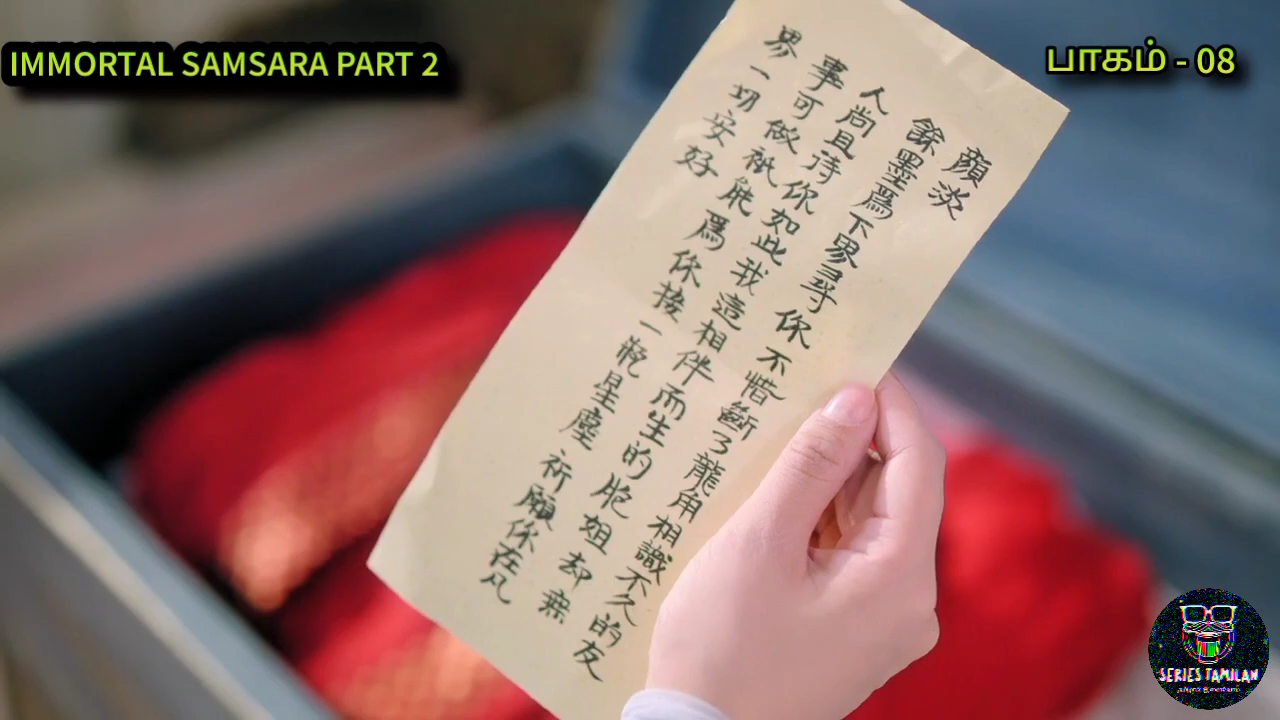 IMMORTAL SAMSARA PART 2
பாகம் - 08
顏淡
餘墨爲下界尋你不惜斷了龍角相識不久的友
人尚且待你如此我這相伴而生的胞姐却無
事可做祇能爲你接一瓶星塵祈願你在凡
界一切安好
SERIES TAMILAN